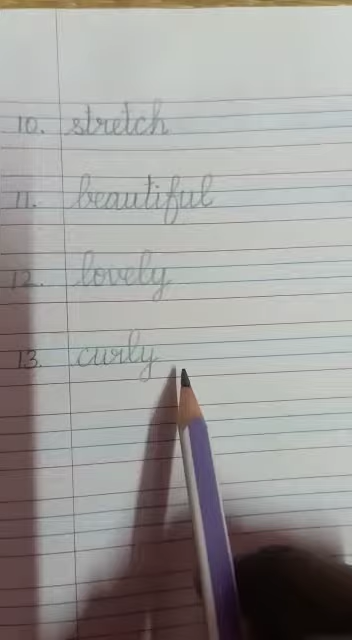 10. stretch
11. beautiful
12. lovely
13. curly